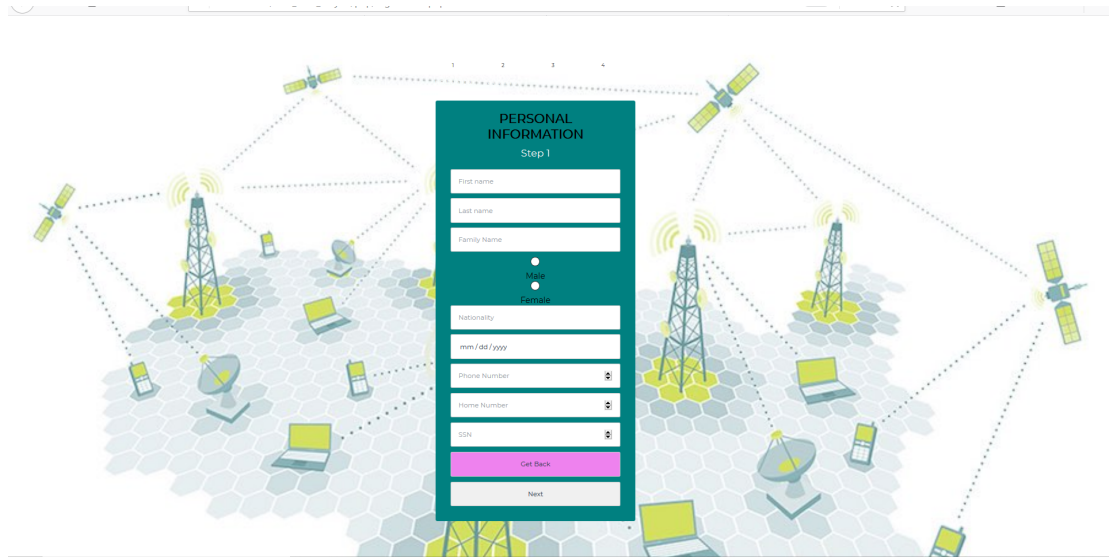 1 2 3 4
PERSONAL
INFORMATION
Step 1
First name
Last name
Family Name
Male
Female
Nationality
mm / dd / yyyy
Phone Number
Home Number
SSN
Get Back
Next